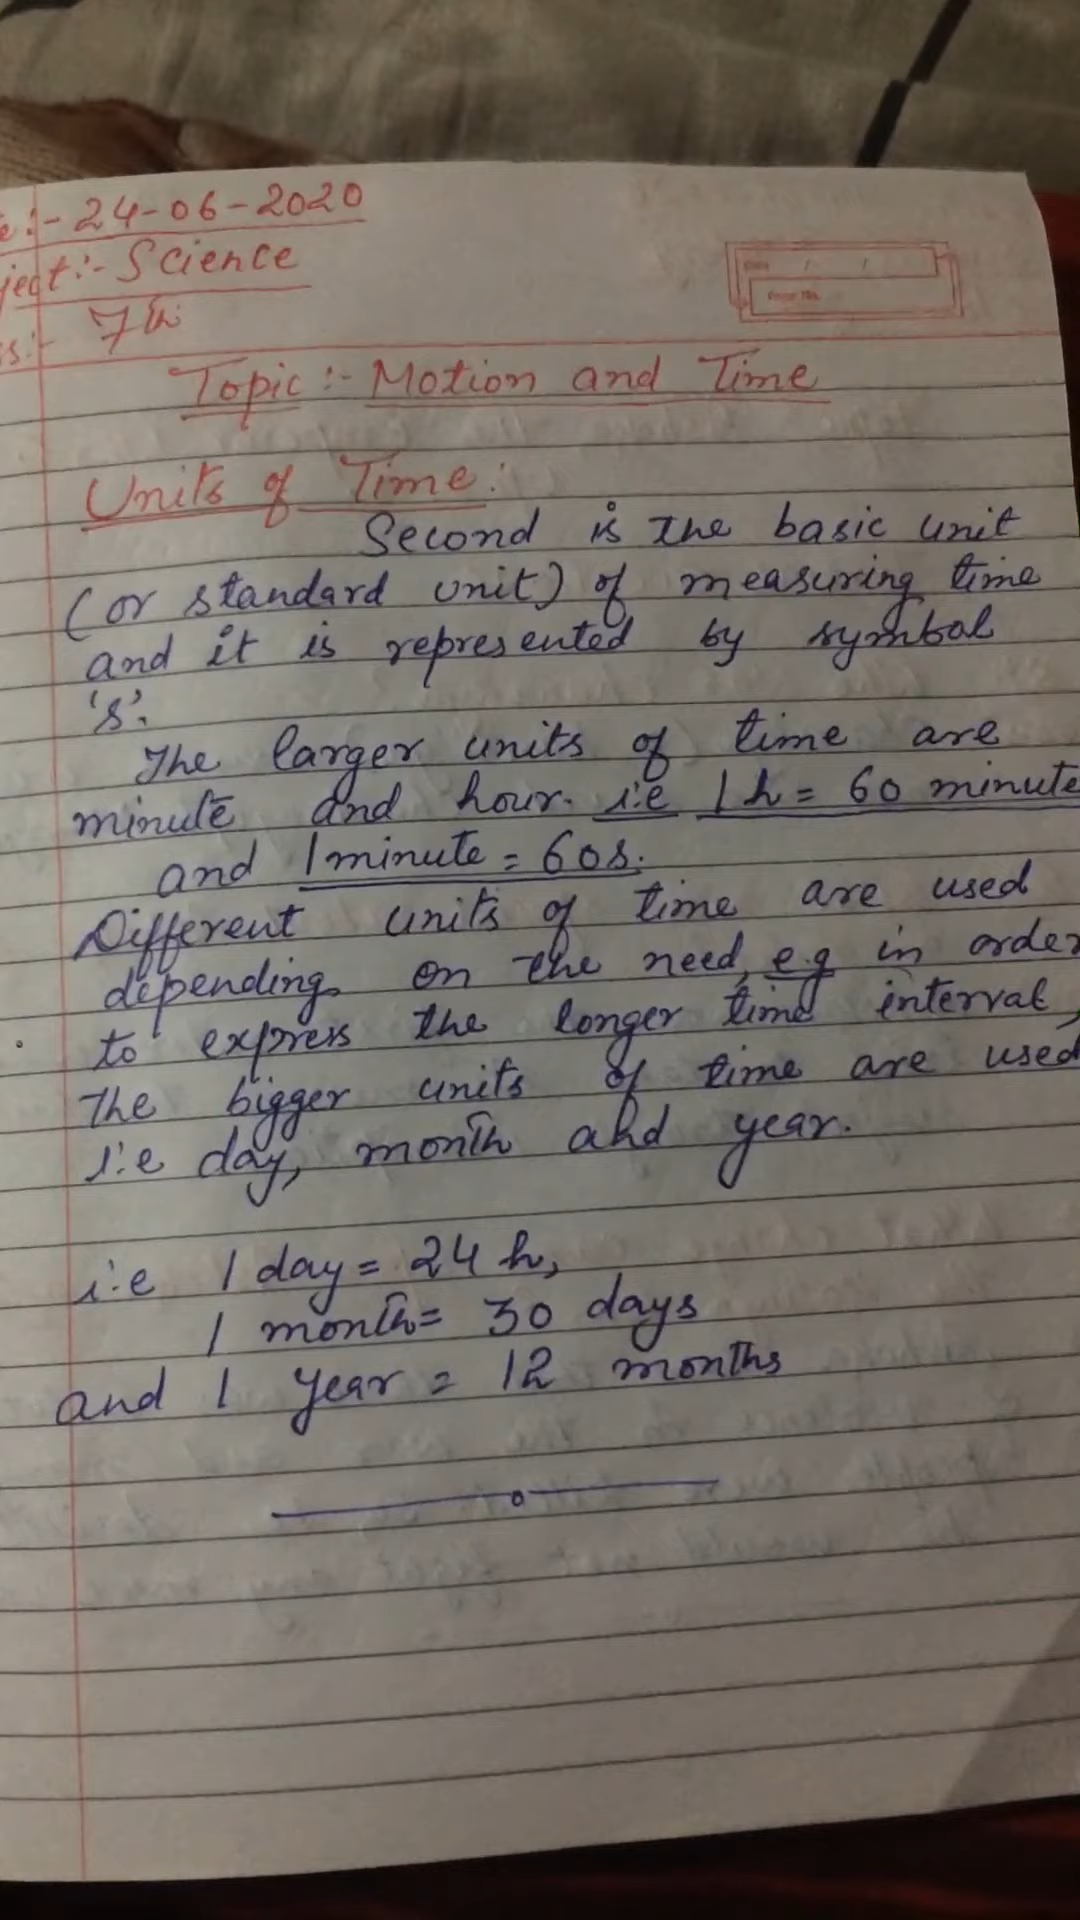 e:- 24-06-2020
ject:- Science
ss:- 7th
Topic:- Motion and Time
Units of Time:
Second is the basic unit
(or standard unit) of measuring time
and it is represented by symbol
's'.
The larger units of time are
minute and hour. i.e 1 h = 60 minute
and 1 minute = 60s.
Different units of time are used
depending on the need, e.g in order
to express the longer time interval,
the bigger units of time are used
i.e day, month and year.
i.e 1 day = 24 h,
1 month = 30 days
and 1 year = 12 months